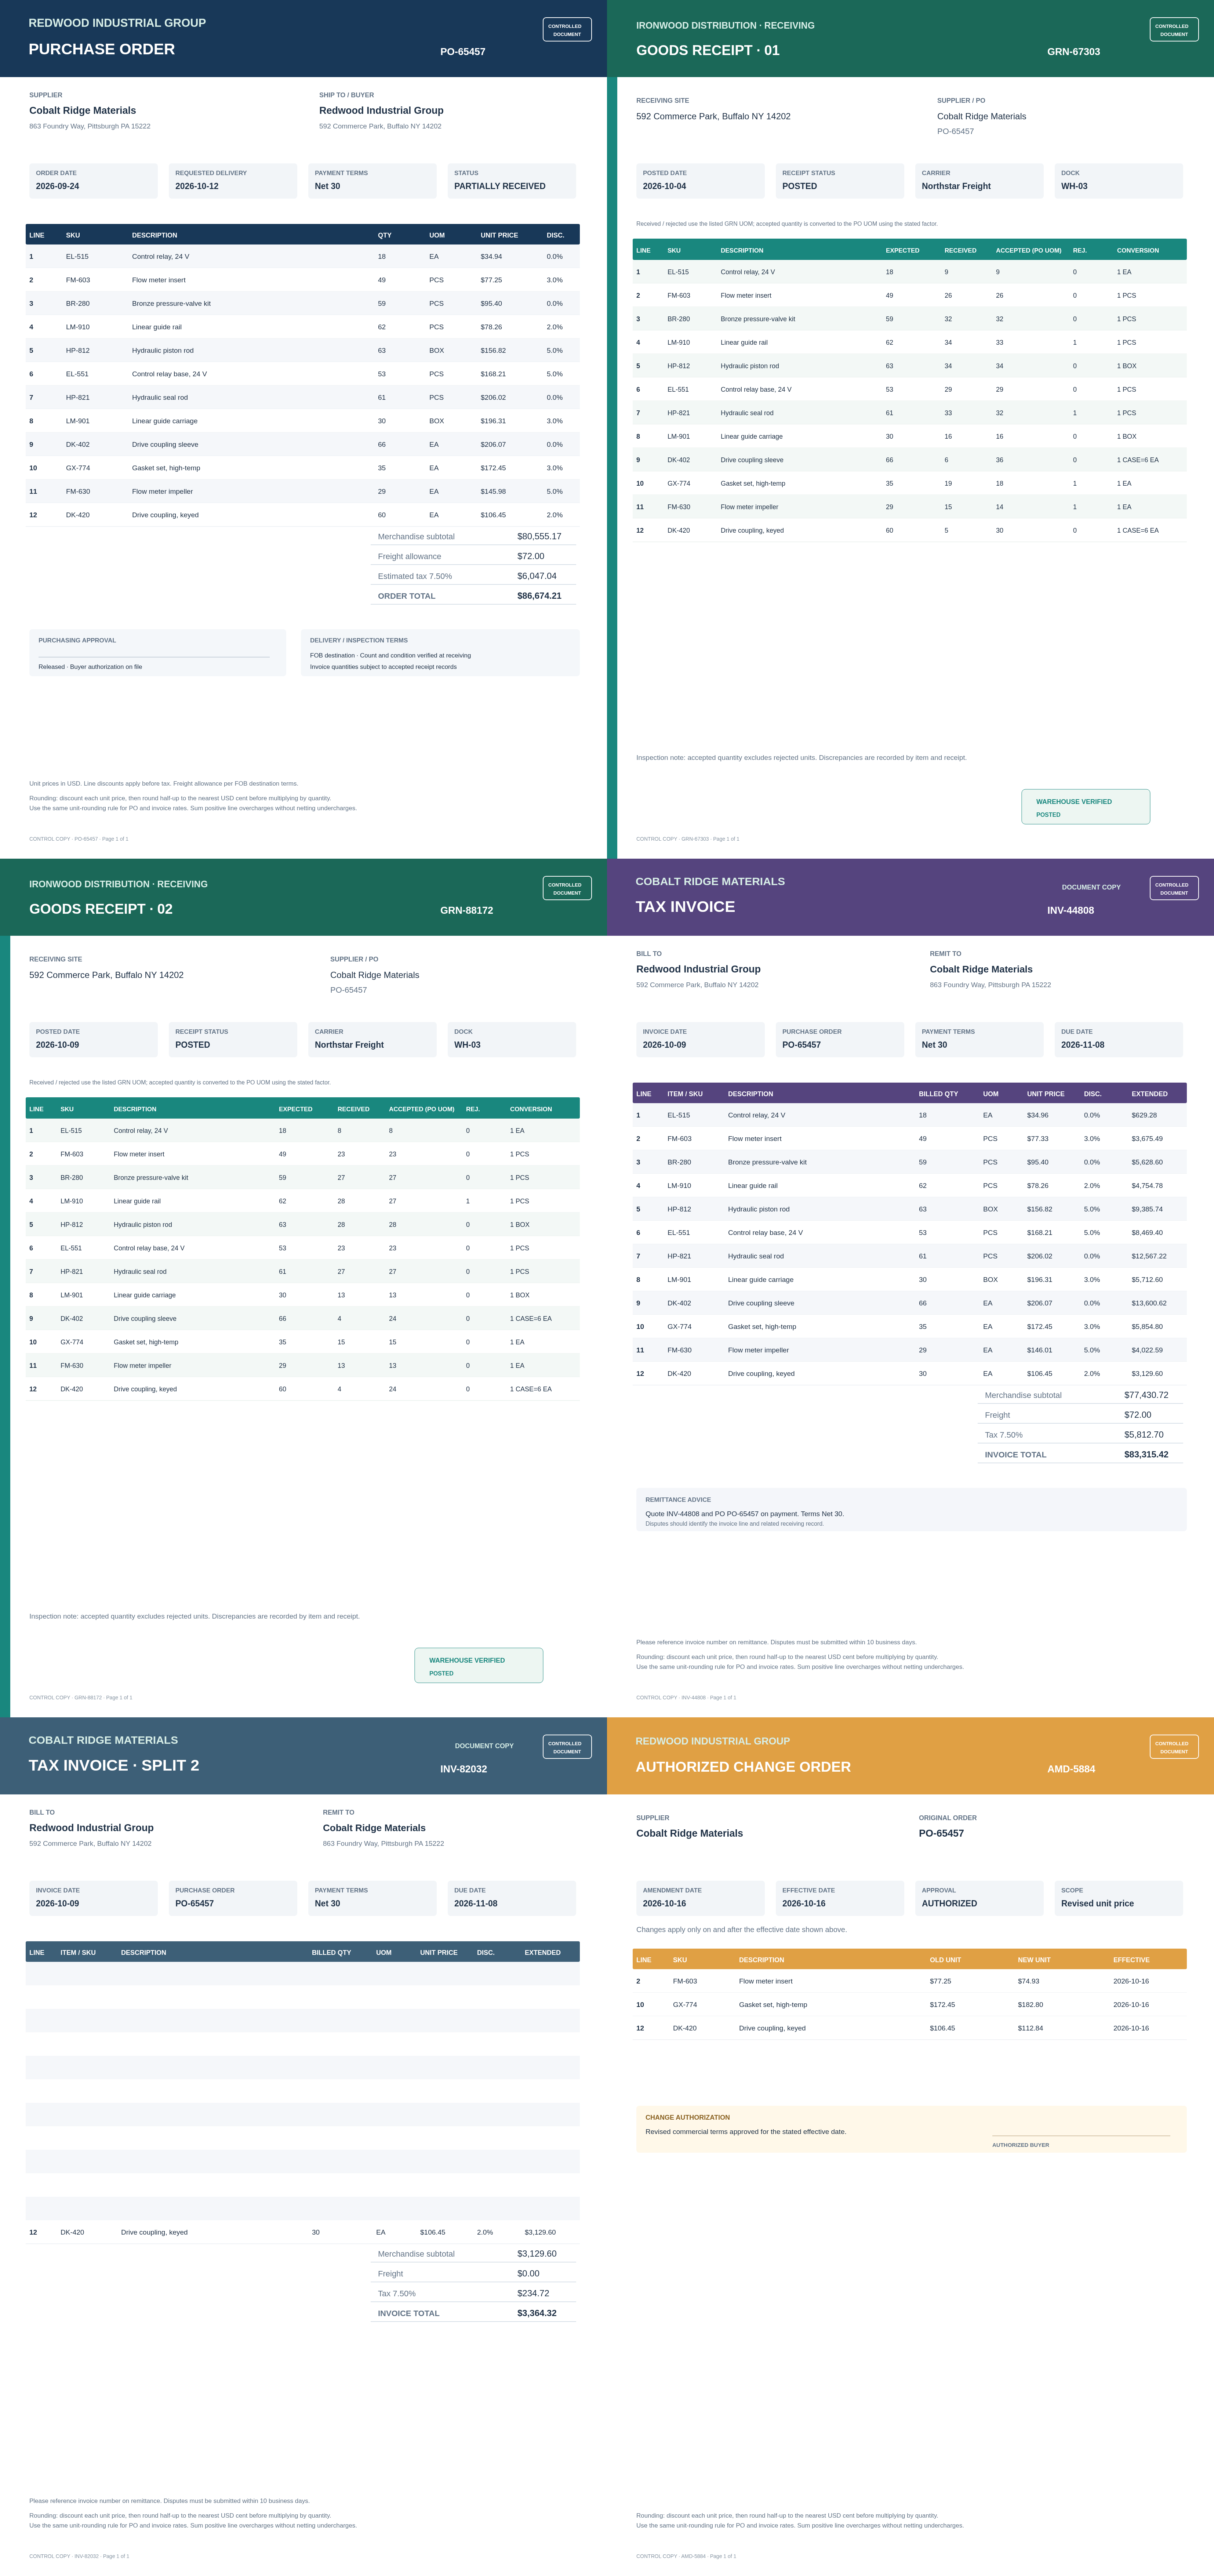 REDWOOD INDUSTRIAL GROUP
PURCHASE ORDER
PO-65457
CONTROLLED
DOCUMENT
SUPPLIER
Cobalt Ridge Materials
863 Foundry Way, Pittsburgh PA 15222
SHIP TO / BUYER
Redwood Industrial Group
592 Commerce Park, Buffalo NY 14202
ORDER DATE
2026-09-24
REQUESTED DELIVERY
2026-10-12
PAYMENT TERMS
Net 30
STATUS
PARTIALLY RECEIVED
LINE SKU DESCRIPTION QTY UOM UNIT PRICE DISC.
1 EL-515 Control relay, 24 V 18 EA $34.94 0.0%
2 FM-603 Flow meter insert 49 PCS $77.25 3.0%
3 BR-280 Bronze pressure-valve kit 59 PCS $95.40 0.0%
4 LM-910 Linear guide rail 62 PCS $78.26 2.0%
5 HP-812 Hydraulic piston rod 63 BOX $156.82 5.0%
6 EL-551 Control relay base, 24 V 53 PCS $168.21 5.0%
7 HP-821 Hydraulic seal rod 61 PCS $206.02 0.0%
8 LM-901 Linear guide carriage 30 BOX $196.31 3.0%
9 DK-402 Drive coupling sleeve 66 EA $206.07 0.0%
10 GX-774 Gasket set, high-temp 35 EA $172.45 3.0%
11 FM-630 Flow meter impeller 29 EA $145.98 5.0%
12 DK-420 Drive coupling, keyed 60 EA $106.45 2.0%
Merchandise subtotal $80,555.17
Freight allowance $72.00
Estimated tax 7.50% $6,047.04
ORDER TOTAL $86,674.21
PURCHASING APPROVAL
Released · Buyer authorization on file
DELIVERY / INSPECTION TERMS
FOB destination · Count and condition verified at receiving
Invoice quantities subject to accepted receipt records
Unit prices in USD. Line discounts apply before tax. Freight allowance per FOB destination terms.
Rounding: discount each unit price, then round half-up to the nearest USD cent before multiplying by quantity.
Use the same unit-rounding rule for PO and invoice rates. Sum positive line overcharges without netting undercharges.
CONTROL COPY · PO-65457 · Page 1 of 1
IRONWOOD DISTRIBUTION · RECEIVING
GOODS RECEIPT · 01
GRN-67303
CONTROLLED
DOCUMENT
RECEIVING SITE
592 Commerce Park, Buffalo NY 14202
SUPPLIER / PO
Cobalt Ridge Materials
PO-65457
POSTED DATE
2026-10-04
RECEIPT STATUS
POSTED
CARRIER
Northstar Freight
DOCK
WH-03
Received / rejected use the listed GRN UOM; accepted quantity is converted to the PO UOM using the stated factor.
LINE SKU DESCRIPTION EXPECTED RECEIVED ACCEPTED (PO UOM) REJ. CONVERSION
1 EL-515 Control relay, 24 V 18 9 9 0 1 EA
2 FM-603 Flow meter insert 49 26 26 0 1 PCS
3 BR-280 Bronze pressure-valve kit 59 32 32 0 1 PCS
4 LM-910 Linear guide rail 62 34 33 1 1 PCS
5 HP-812 Hydraulic piston rod 63 34 34 0 1 BOX
6 EL-551 Control relay base, 24 V 53 29 29 0 1 PCS
7 HP-821 Hydraulic seal rod 61 33 32 1 1 PCS
8 LM-901 Linear guide carriage 30 16 16 0 1 BOX
9 DK-402 Drive coupling sleeve 66 6 36 0 1 CASE=6 EA
10 GX-774 Gasket set, high-temp 35 19 18 1 1 EA
11 FM-630 Flow meter impeller 29 15 14 1 1 EA
12 DK-420 Drive coupling, keyed 60 5 30 0 1 CASE=6 EA
Inspection note: accepted quantity excludes rejected units. Discrepancies are recorded by item and receipt.
WAREHOUSE VERIFIED
POSTED
CONTROL COPY · GRN-67303 · Page 1 of 1
IRONWOOD DISTRIBUTION · RECEIVING
GOODS RECEIPT · 02
GRN-88172
CONTROLLED
DOCUMENT
RECEIVING SITE
592 Commerce Park, Buffalo NY 14202
SUPPLIER / PO
Cobalt Ridge Materials
PO-65457
POSTED DATE
2026-10-09
RECEIPT STATUS
POSTED
CARRIER
Northstar Freight
DOCK
WH-03
Received / rejected use the listed GRN UOM; accepted quantity is converted to the PO UOM using the stated factor.
LINE SKU DESCRIPTION EXPECTED RECEIVED ACCEPTED (PO UOM) REJ. CONVERSION
1 EL-515 Control relay, 24 V 18 8 8 0 1 EA
2 FM-603 Flow meter insert 49 23 23 0 1 PCS
3 BR-280 Bronze pressure-valve kit 59 27 27 0 1 PCS
4 LM-910 Linear guide rail 62 28 27 1 1 PCS
5 HP-812 Hydraulic piston rod 63 28 28 0 1 BOX
6 EL-551 Control relay base, 24 V 53 23 23 0 1 PCS
7 HP-821 Hydraulic seal rod 61 27 27 0 1 PCS
8 LM-901 Linear guide carriage 30 13 13 0 1 BOX
9 DK-402 Drive coupling sleeve 66 4 24 0 1 CASE=6 EA
10 GX-774 Gasket set, high-temp 35 15 15 0 1 EA
11 FM-630 Flow meter impeller 29 13 13 0 1 EA
12 DK-420 Drive coupling, keyed 60 4 24 0 1 CASE=6 EA
Inspection note: accepted quantity excludes rejected units. Discrepancies are recorded by item and receipt.
WAREHOUSE VERIFIED
POSTED
CONTROL COPY · GRN-88172 · Page 1 of 1
COBALT RIDGE MATERIALS
TAX INVOICE
DOCUMENT COPY
INV-44808
CONTROLLED
DOCUMENT
BILL TO
Redwood Industrial Group
592 Commerce Park, Buffalo NY 14202
REMIT TO
Cobalt Ridge Materials
863 Foundry Way, Pittsburgh PA 15222
INVOICE DATE
2026-10-09
PURCHASE ORDER
PO-65457
PAYMENT TERMS
Net 30
DUE DATE
2026-11-08
LINE ITEM / SKU DESCRIPTION BILLED QTY UOM UNIT PRICE DISC. EXTENDED
1 EL-515 Control relay, 24 V 18 EA $34.96 0.0% $629.28
2 FM-603 Flow meter insert 49 PCS $77.33 3.0% $3,675.49
3 BR-280 Bronze pressure-valve kit 59 PCS $95.40 0.0% $5,628.60
4 LM-910 Linear guide rail 62 PCS $78.26 2.0% $4,754.78
5 HP-812 Hydraulic piston rod 63 BOX $156.82 5.0% $9,385.74
6 EL-551 Control relay base, 24 V 53 PCS $168.21 5.0% $8,469.40
7 HP-821 Hydraulic seal rod 61 PCS $206.02 0.0% $12,567.22
8 LM-901 Linear guide carriage 30 BOX $196.31 3.0% $5,712.60
9 DK-402 Drive coupling sleeve 66 EA $206.07 0.0% $13,600.62
10 GX-774 Gasket set, high-temp 35 EA $172.45 3.0% $5,854.80
11 FM-630 Flow meter impeller 29 EA $146.01 5.0% $4,022.59
12 DK-420 Drive coupling, keyed 30 EA $106.45 2.0% $3,129.60
Merchandise subtotal $77,430.72
Freight $72.00
Tax 7.50% $5,812.70
INVOICE TOTAL $83,315.42
REMITTANCE ADVICE
Quote INV-44808 and PO PO-65457 on payment. Terms Net 30.
Disputes should identify the invoice line and related receiving record.
Please reference invoice number on remittance. Disputes must be submitted within 10 business days.
Rounding: discount each unit price, then round half-up to the nearest USD cent before multiplying by quantity.
Use the same unit-rounding rule for PO and invoice rates. Sum positive line overcharges without netting undercharges.
CONTROL COPY · INV-44808 · Page 1 of 1
COBALT RIDGE MATERIALS
TAX INVOICE · SPLIT 2
DOCUMENT COPY
INV-82032
CONTROLLED
DOCUMENT
BILL TO
Redwood Industrial Group
592 Commerce Park, Buffalo NY 14202
REMIT TO
Cobalt Ridge Materials
863 Foundry Way, Pittsburgh PA 15222
INVOICE DATE
2026-10-09
PURCHASE ORDER
PO-65457
PAYMENT TERMS
Net 30
DUE DATE
2026-11-08
LINE ITEM / SKU DESCRIPTION BILLED QTY UOM UNIT PRICE DISC. EXTENDED
12 DK-420 Drive coupling, keyed 30 EA $106.45 2.0% $3,129.60
Merchandise subtotal $3,129.60
Freight $0.00
Tax 7.50% $234.72
INVOICE TOTAL $3,364.32
Please reference invoice number on remittance. Disputes must be submitted within 10 business days.
Rounding: discount each unit price, then round half-up to the nearest USD cent before multiplying by quantity.
Use the same unit-rounding rule for PO and invoice rates. Sum positive line overcharges without netting undercharges.
CONTROL COPY · INV-82032 · Page 1 of 1
REDWOOD INDUSTRIAL GROUP
AUTHORIZED CHANGE ORDER
AMD-5884
CONTROLLED
DOCUMENT
SUPPLIER
Cobalt Ridge Materials
ORIGINAL ORDER
PO-65457
AMENDMENT DATE
2026-10-16
EFFECTIVE DATE
2026-10-16
APPROVAL
AUTHORIZED
SCOPE
Revised unit price
Changes apply only on and after the effective date shown above.
LINE SKU DESCRIPTION OLD UNIT NEW UNIT EFFECTIVE
2 FM-603 Flow meter insert $77.25 $74.93 2026-10-16
10 GX-774 Gasket set, high-temp $172.45 $182.80 2026-10-16
12 DK-420 Drive coupling, keyed $106.45 $112.84 2026-10-16
CHANGE AUTHORIZATION
Revised commercial terms approved for the stated effective date.
AUTHORIZED BUYER
Rounding: discount each unit price, then round half-up to the nearest USD cent before multiplying by quantity.
Use the same unit-rounding rule for PO and invoice rates. Sum positive line overcharges without netting undercharges.
CONTROL COPY · AMD-5884 · Page 1 of 1